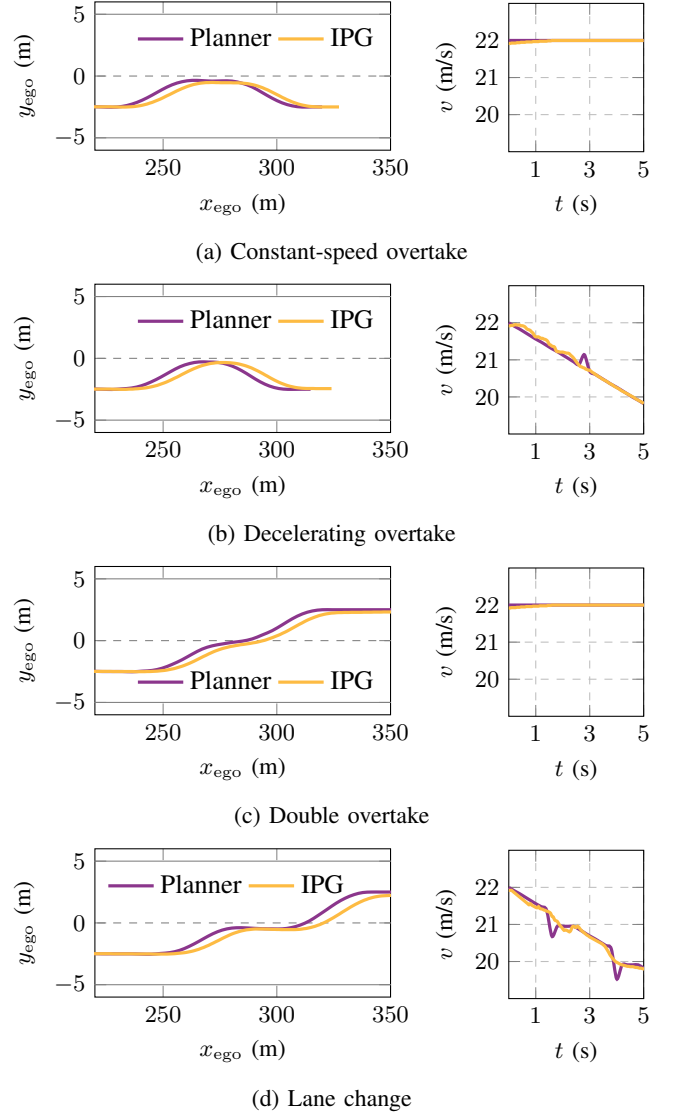 5
0
−5
y_ego (m)
Planner IPG
250 300 350
x_ego (m)
22
21
20
v (m/s)
1 3 5
t (s)
(a) Constant-speed overtake
5
0
−5
y_ego (m)
Planner IPG
250 300 350
x_ego (m)
22
21
20
v (m/s)
1 3 5
t (s)
(b) Decelerating overtake
5
0
−5
y_ego (m)
Planner IPG
250 300 350
x_ego (m)
22
21
20
v (m/s)
1 3 5
t (s)
(c) Double overtake
5
0
−5
y_ego (m)
Planner IPG
250 300 350
x_ego (m)
22
21
20
v (m/s)
1 3 5
t (s)
(d) Lane change